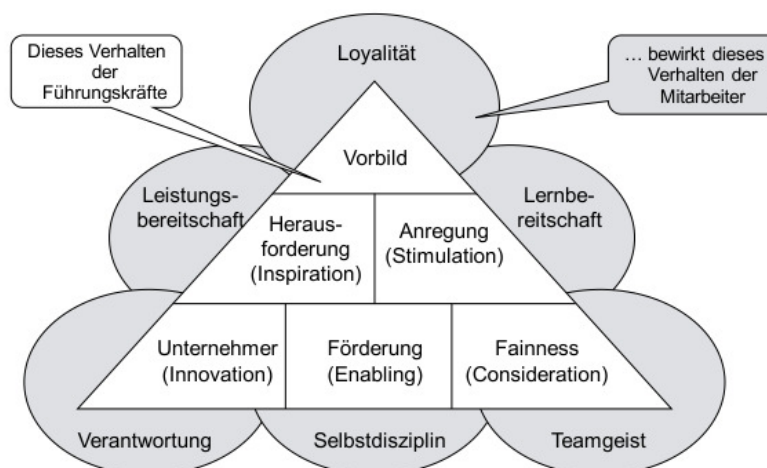 Dieses Verhalten
der
Führungskräfte
Loyalität
… bewirkt dieses
Verhalten der
Mitarbeiter
Vorbild
Leistungs-
bereitschaft
Lernbe-
reitschaft
Heraus-
forderung
(Inspiration)
Anregung
(Stimulation)
Unternehmer
(Innovation)
Förderung
(Enabling)
Fainness
(Consideration)
Verantwortung
Selbstdisziplin
Teamgeist